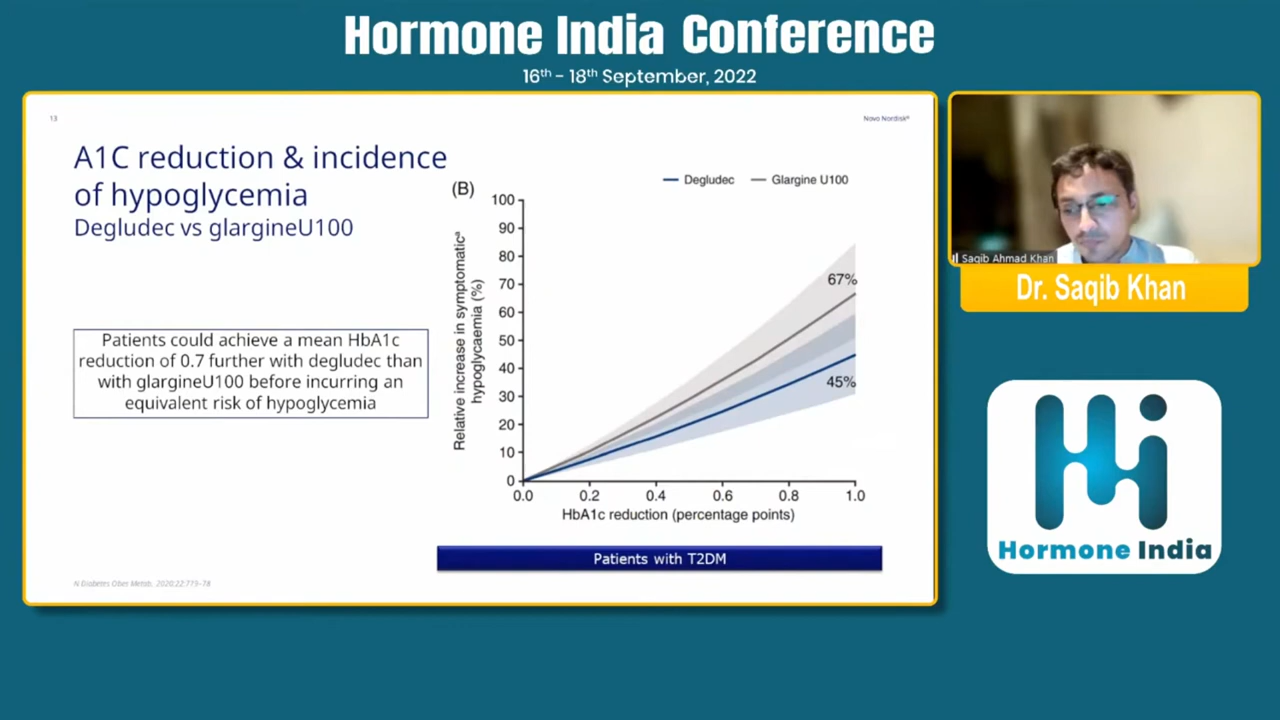 Hormone India Conference
16th - 18th September, 2022
13
Novo Nordisk®
A1C reduction & incidence
of hypoglycemia
Degludec vs glargineU100
Patients could achieve a mean HbA1c
reduction of 0.7 further with degludec than
with glargineU100 before incurring an
equivalent risk of hypoglycemia
(B)
Degludec
Glargine U100
Relative increase in symptomaticª
hypoglycaemia (%)
100
90
80
70
60
50
40
30
20
10
0
67%
45%
0.0 0.2 0.4 0.6 0.8 1.0
HbA1c reduction (percentage points)
Patients with T2DM
Diabetes Obes Metab. 2020;22:773–78
Saqib Ahmad Khan
Dr. Saqib Khan
Hormone India